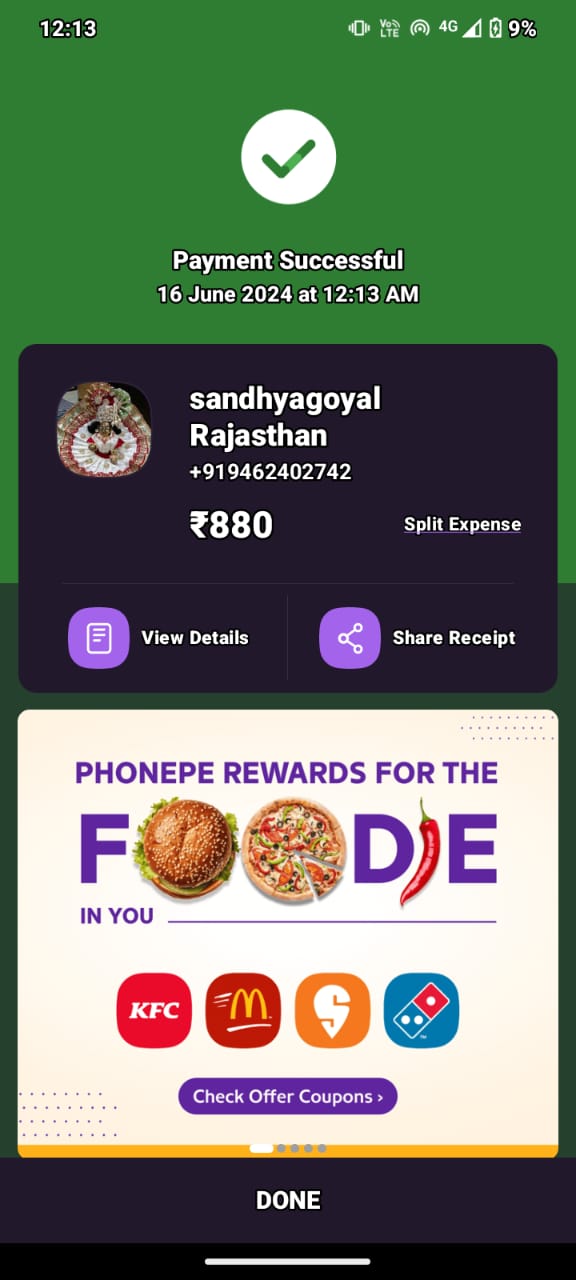 12:13
Vo)) LTE 4G 9%
Payment Successful
16 June 2024 at 12:13 AM
sandhyagoyal
Rajasthan
+919462402742
₹880
Split Expense
View Details
Share Receipt
PHONEPE REWARDS FOR THE
FOODIE
IN YOU
KFC
M
Check Offer Coupons ›
DONE